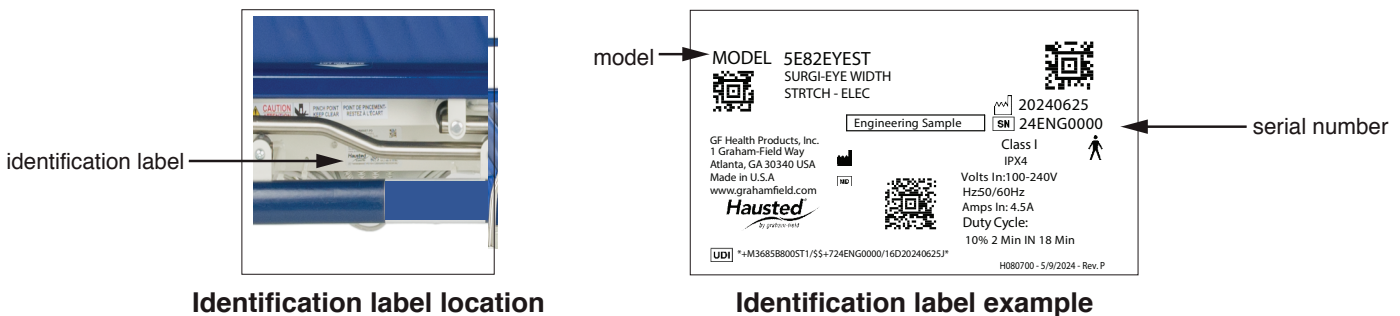 CAUTION
PINCH POINT
KEEP CLEAR
POINT DE PINCEMENT
RESTEZ A L'ÉCART
identification label
Hausted
Identification label location
model
MODEL 5E82EYEST
SURGI-EYE WIDTH
STRTCH - ELEC
20240625
Engineering Sample
SN 24ENG0000
serial number
GF Health Products, Inc.
1 Graham-Field Way
Atlanta, GA 30340 USA
Made in U.S.A
www.grahamfield.com
Hausted
by graham-field
Class I
IPX4
Volts In:100-240V
Hz:50/60Hz
Amps In: 4.5A
Duty Cycle:
10% 2 Min IN 18 Min
UDI *+M3685B800ST1/$$+724ENG0000/16D20240625J*
H080700 - 5/9/2024 - Rev. P
Identification label example